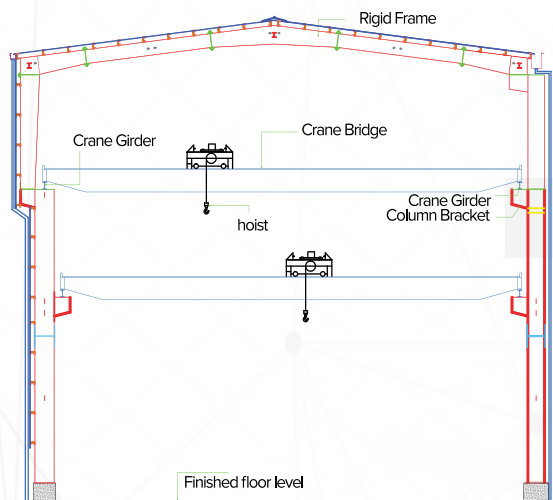 Rigid Frame
Crane Girder
Crane Bridge
Crane Girder
Column Bracket
hoist
Finished floor level